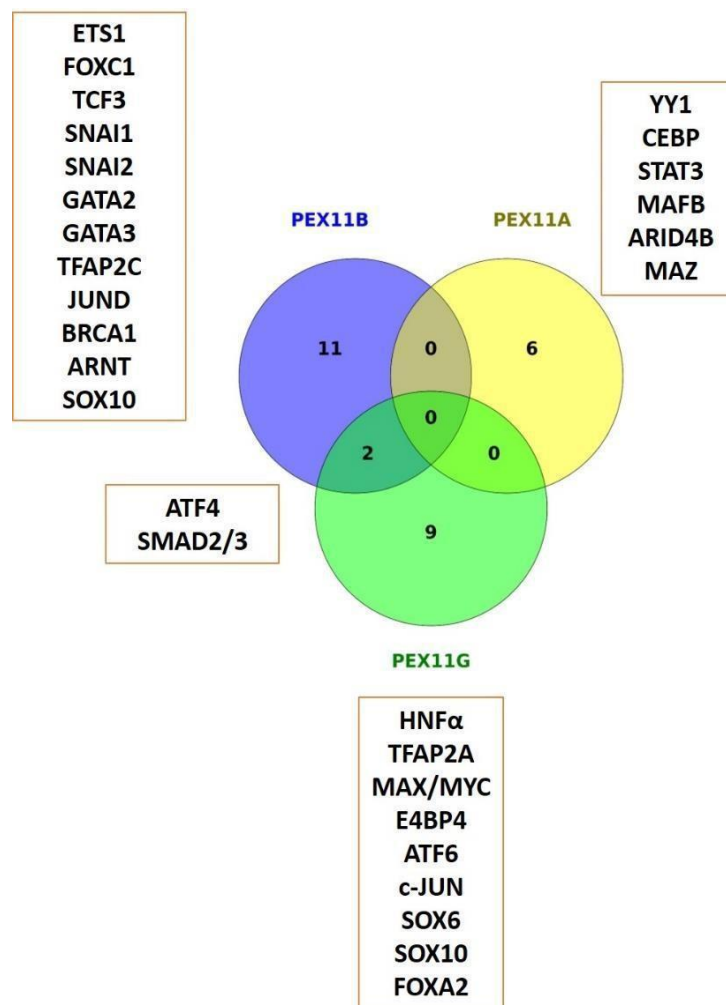 ETS1
FOXC1
TCF3
SNAI1
SNAI2
GATA2
GATA3
TFAP2C
JUND
BRCA1
ARNT
SOX10
YY1
CEBP
STAT3
MAFB
ARID4B
MAZ
PEX11B
PEX11A
11
0
6
0
2
0
9
ATF4
SMAD2/3
PEX11G
HNFα
TFAP2A
MAX/MYC
E4BP4
ATF6
c-JUN
SOX6
SOX10
FOXA2